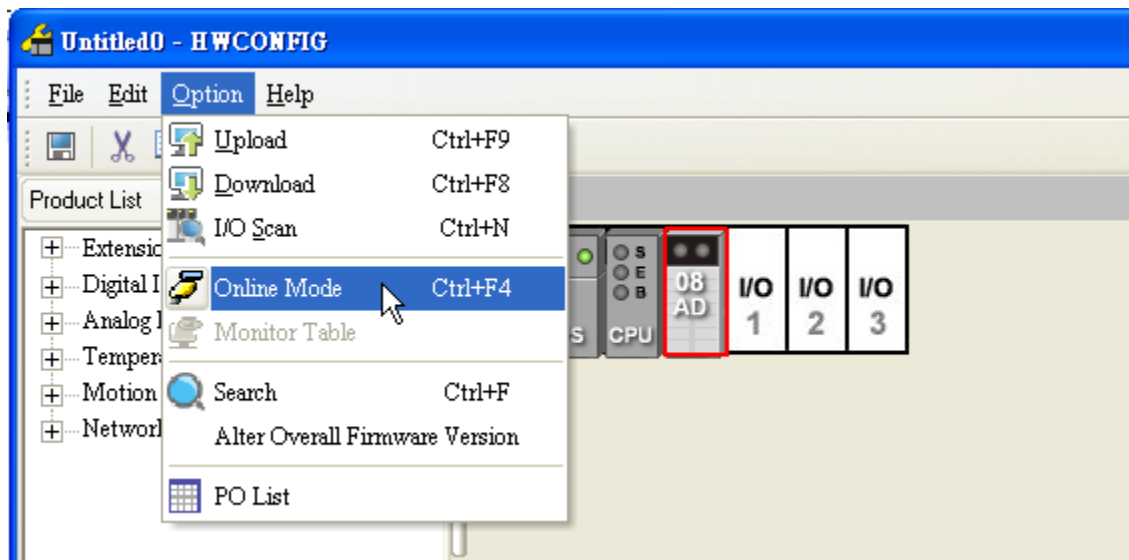 Untitled0 - HWCONFIG
File Edit Option Help
Upload Ctrl+F9
Download Ctrl+F8
I/O Scan Ctrl+N
Online Mode Ctrl+F4
Monitor Table
Search Ctrl+F
Alter Overall Firmware Version
PO List
Product List
Extensio
Digital I
Analog I
Tempera
Motion
Network
S
CPU
S
E
B
08
AD
I/O
1
I/O
2
I/O
3